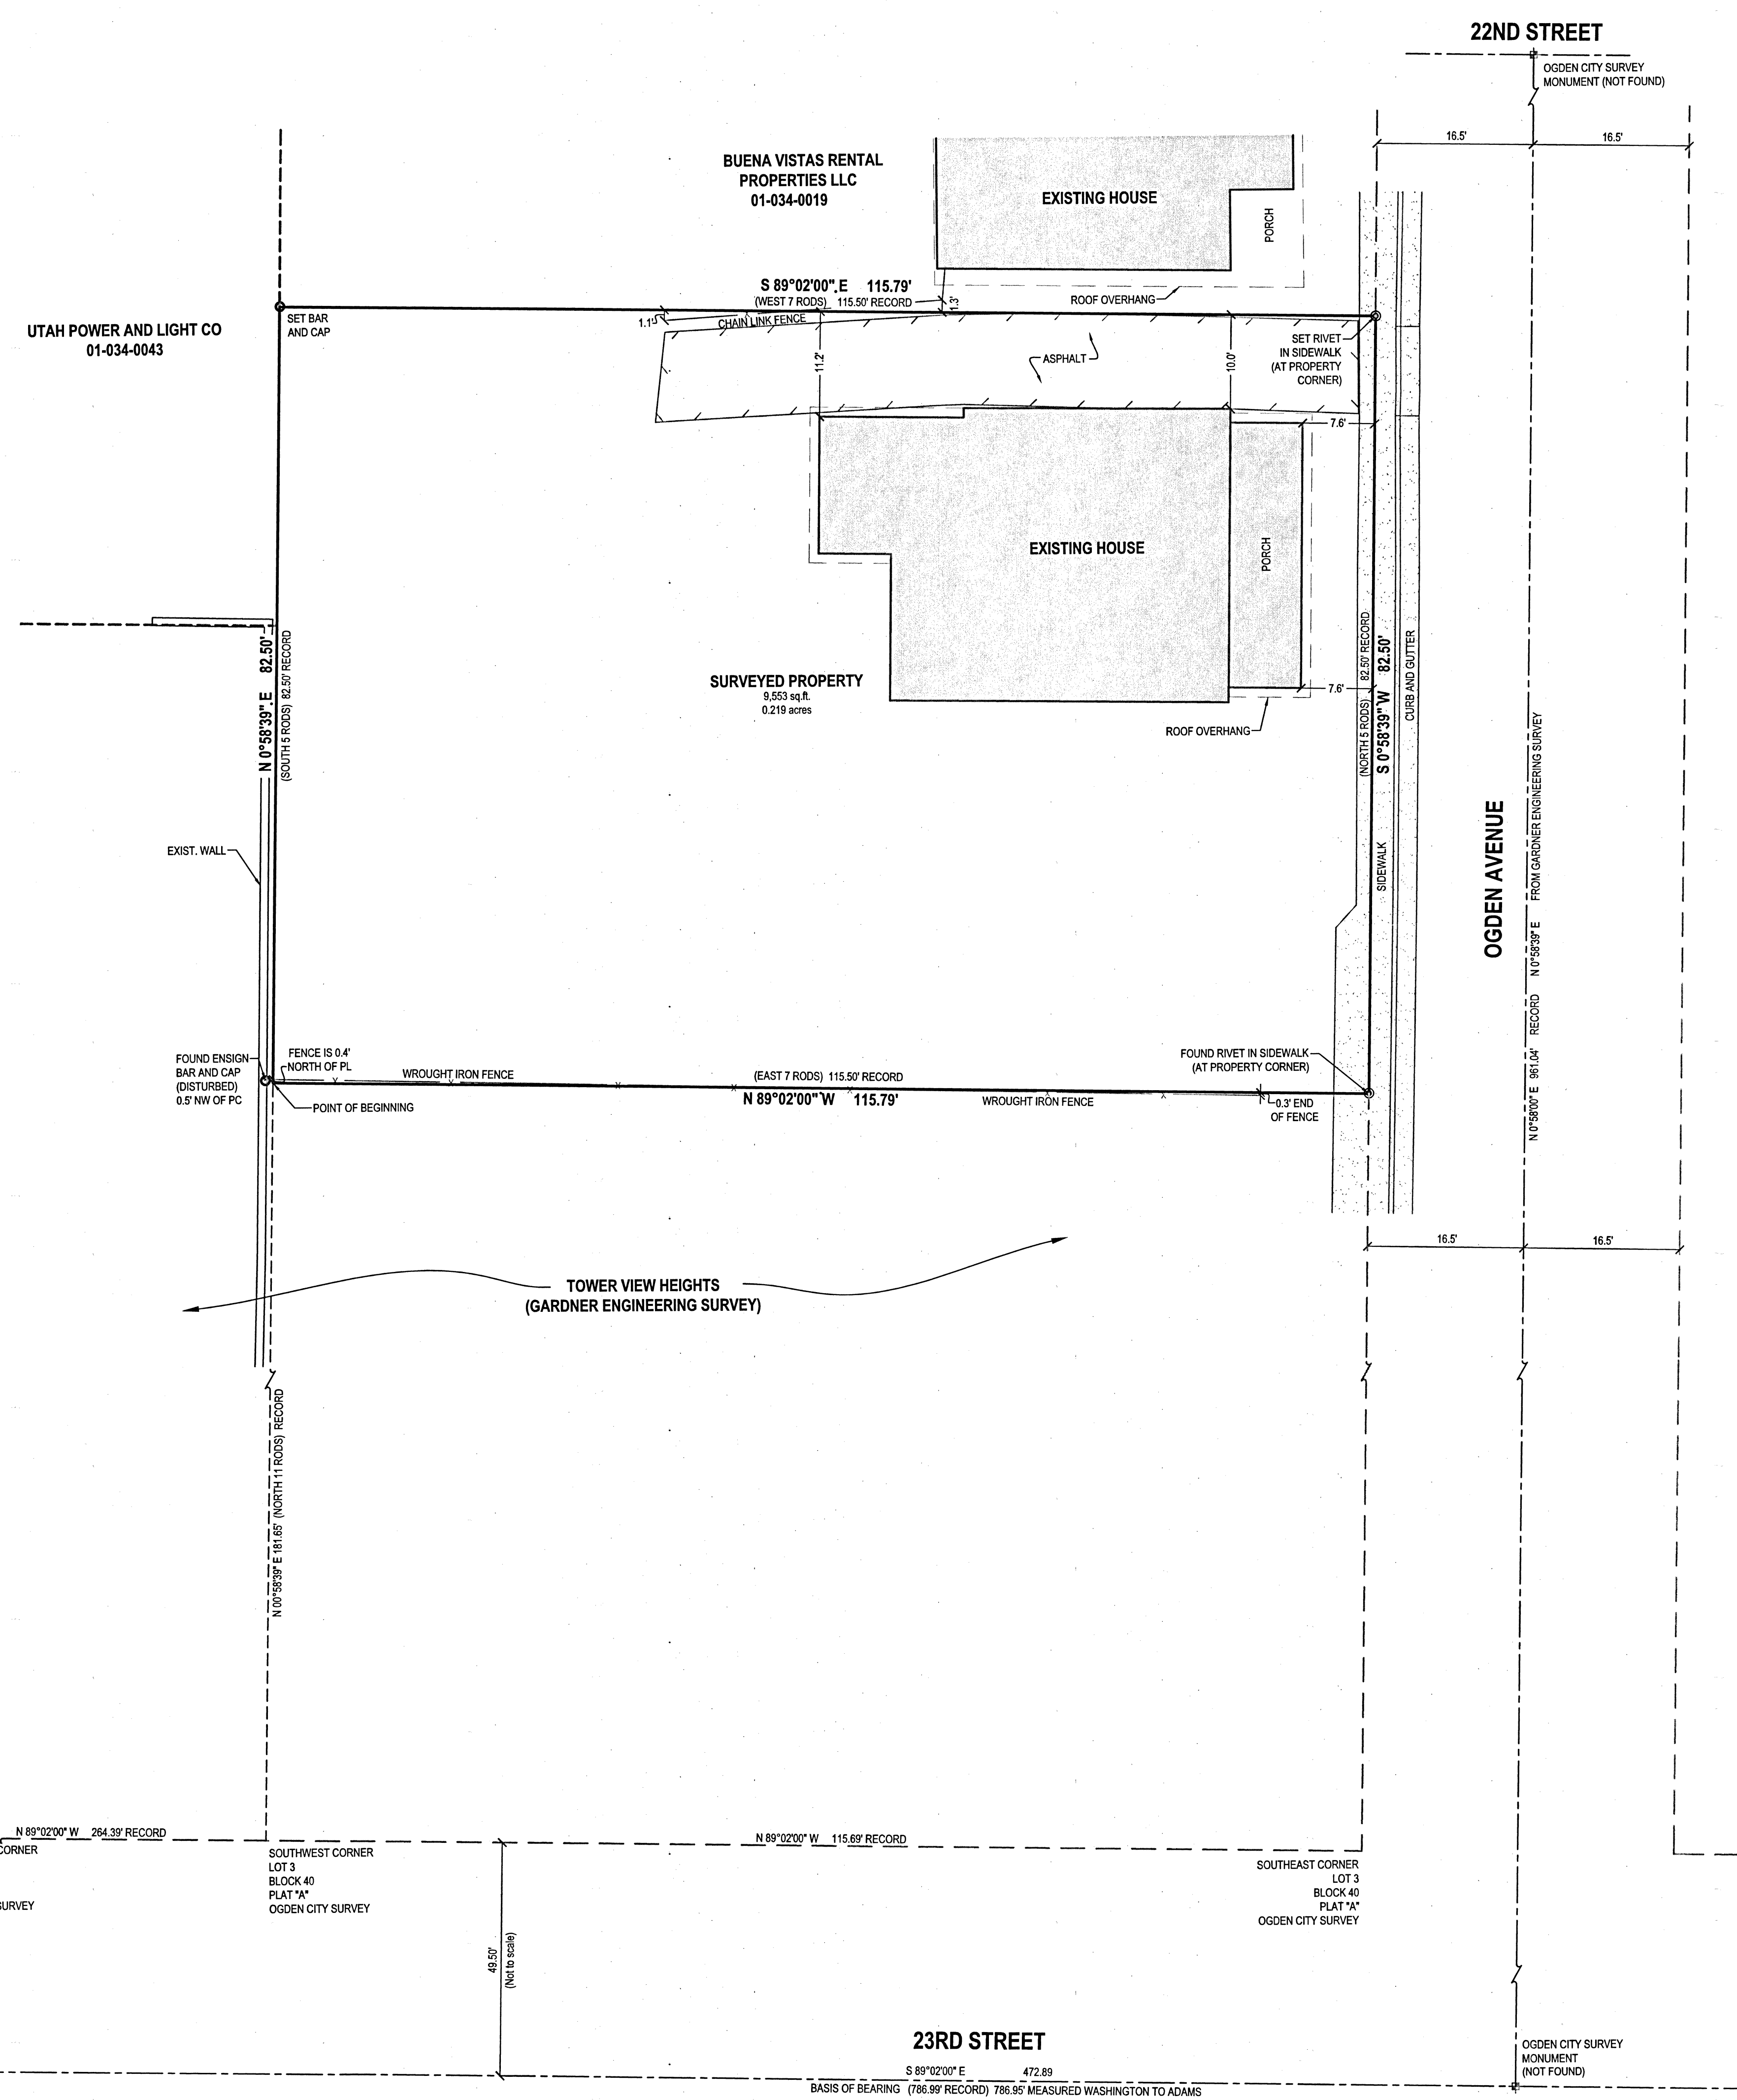 22ND STREET
OGDEN CITY SURVEY
MONUMENT (NOT FOUND)
16.5'
16.5'
BUENA VISTAS RENTAL
PROPERTIES LLC
01-034-0019
EXISTING HOUSE
PORCH
S 89°02'00" E 115.79'
(WEST 7 RODS) 115.50' RECORD
1.3'
ROOF OVERHANG
UTAH POWER AND LIGHT CO
01-034-0043
SET BAR
AND CAP
1.1'
CHAIN LINK FENCE
11.2'
ASPHALT
10.0'
SET RIVET
IN SIDEWALK
(AT PROPERTY
CORNER)
7.6'
EXISTING HOUSE
PORCH
N 0°58'39" E 82.50'
(SOUTH 5 RODS) 82.50' RECORD
SURVEYED PROPERTY
9,553 sq.ft.
0.219 acres
7.6'
ROOF OVERHANG
(NORTH 5 RODS) 82.50' RECORD
S 0°58'39" W 82.50'
CURB AND GUTTER
SIDEWALK
OGDEN AVENUE
N 0°58'00" E 961.04' RECORD N 0°58'39" E FROM GARDNER ENGINEERING SURVEY
EXIST. WALL
FOUND ENSIGN
BAR AND CAP
(DISTURBED)
0.5' NW OF PC
FENCE IS 0.4'
NORTH OF PL
WROUGHT IRON FENCE
POINT OF BEGINNING
(EAST 7 RODS) 115.50' RECORD
N 89°02'00" W 115.79'
WROUGHT IRON FENCE
FOUND RIVET IN SIDEWALK
(AT PROPERTY CORNER)
0.3' END
OF FENCE
16.5'
16.5'
TOWER VIEW HEIGHTS
(GARDNER ENGINEERING SURVEY)
N 00°58'39" E 181.65' (NORTH 11 RODS) RECORD
N 89°02'00" W 264.39' RECORD
CORNER
SURVEY
SOUTHWEST CORNER
LOT 3
BLOCK 40
PLAT "A"
OGDEN CITY SURVEY
N 89°02'00" W 115.69' RECORD
SOUTHEAST CORNER
LOT 3
BLOCK 40
PLAT "A"
OGDEN CITY SURVEY
49.50'
(Not to scale)
23RD STREET
S 89°02'00" E 472.89
BASIS OF BEARING (786.99' RECORD) 786.95' MEASURED WASHINGTON TO ADAMS
OGDEN CITY SURVEY
MONUMENT
(NOT FOUND)